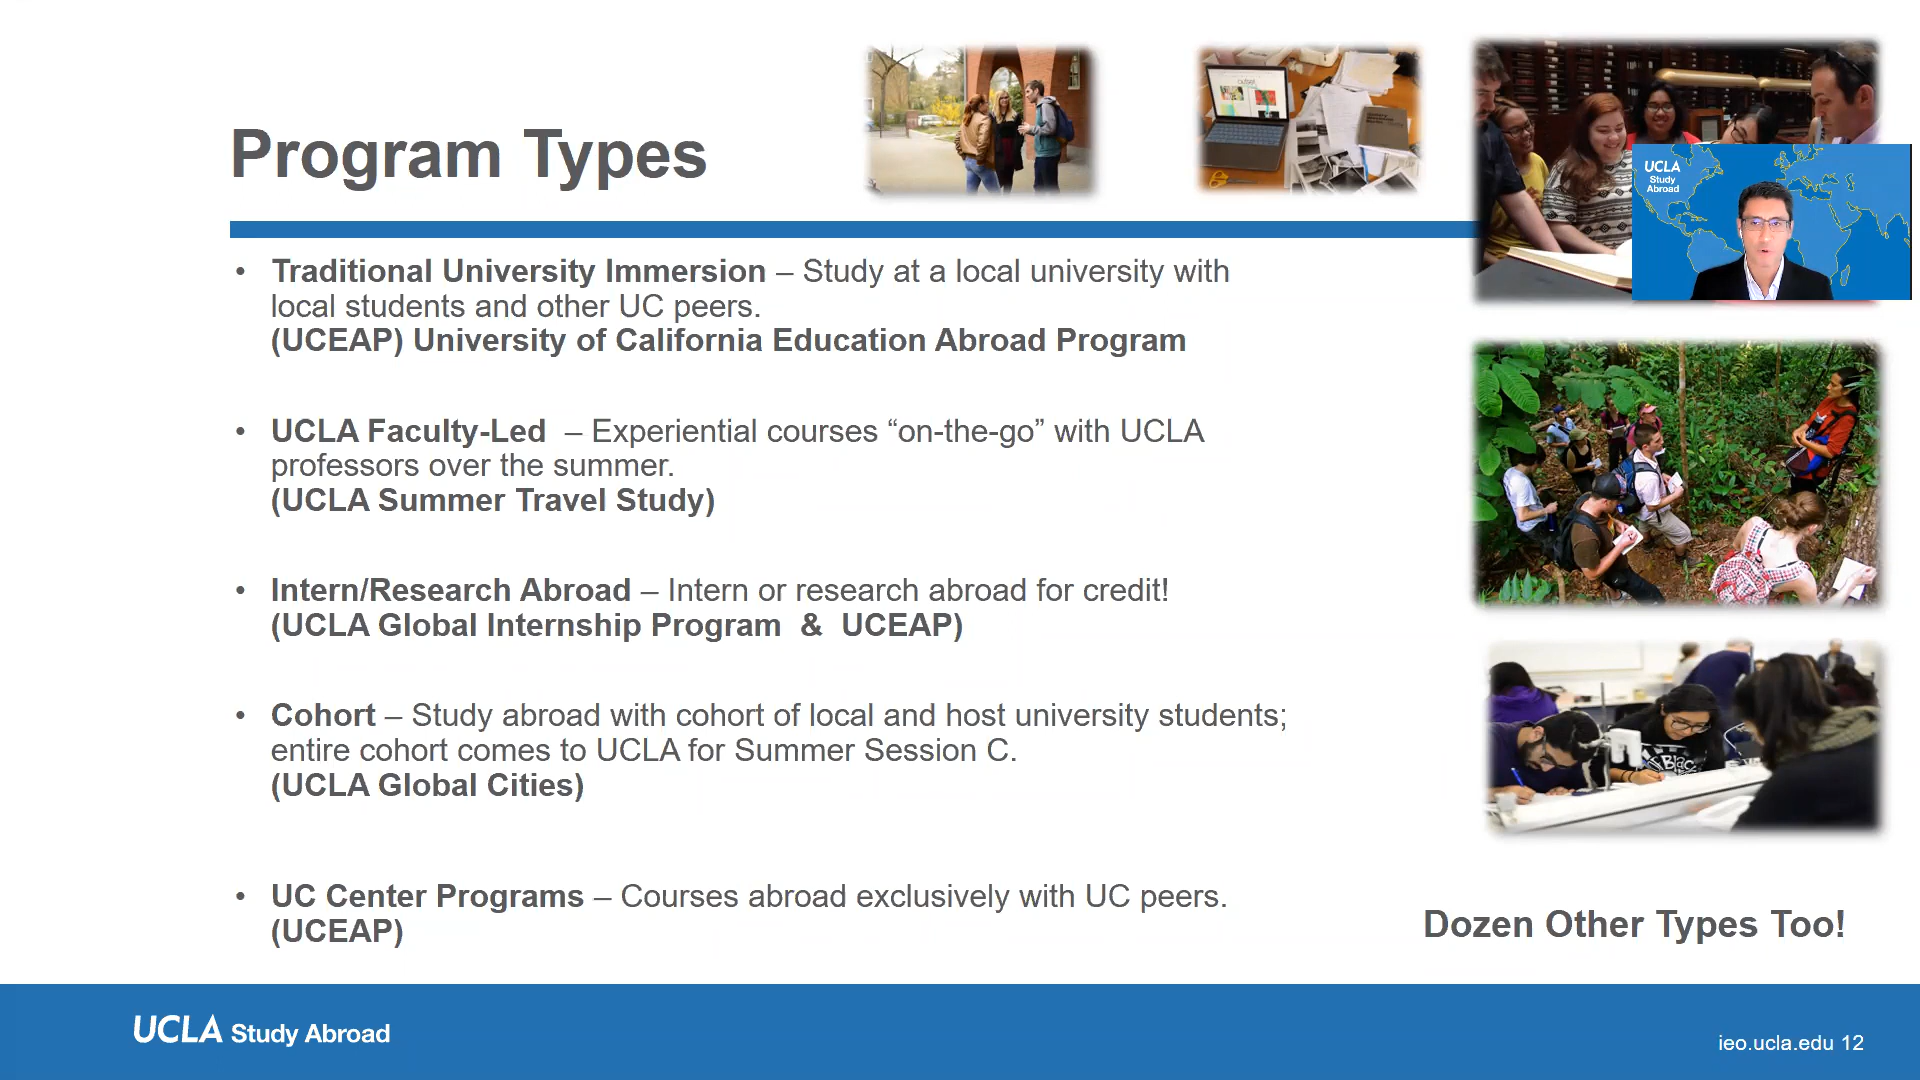 Program Types
UCLA
Study
Abroad
• Traditional University Immersion – Study at a local university with
local students and other UC peers.
(UCEAP) University of California Education Abroad Program
• UCLA Faculty-Led – Experiential courses “on-the-go” with UCLA
professors over the summer.
(UCLA Summer Travel Study)
• Intern/Research Abroad – Intern or research abroad for credit!
(UCLA Global Internship Program & UCEAP)
• Cohort – Study abroad with cohort of local and host university students;
entire cohort comes to UCLA for Summer Session C.
(UCLA Global Cities)
• UC Center Programs – Courses abroad exclusively with UC peers.
(UCEAP)
Dozen Other Types Too!
UCLA Study Abroad
ieo.ucla.edu 12